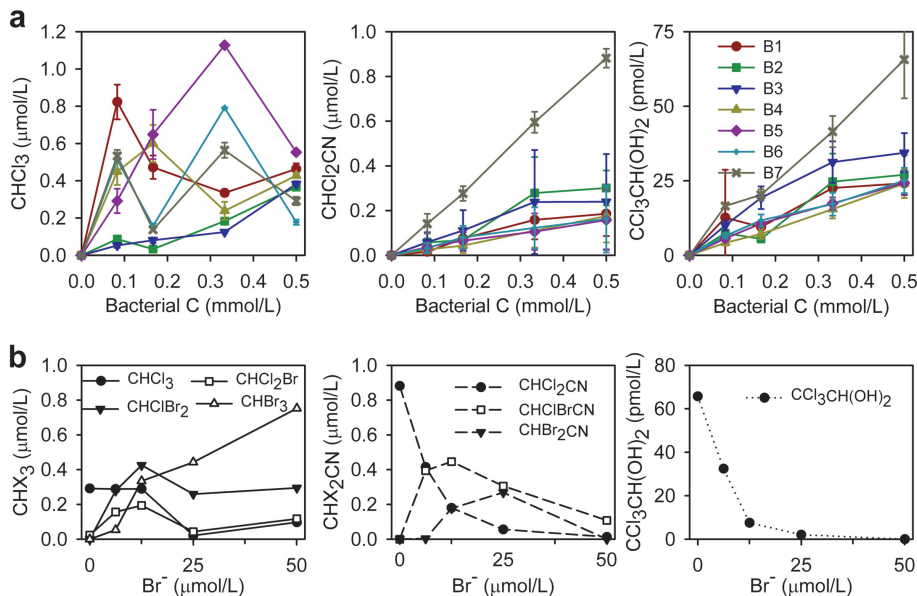 a
CHCl3 (μmol/L)
1.2
1.0
0.8
0.6
0.4
0.2
0.0
0.0 0.1 0.2 0.3 0.4 0.5
Bacterial C (mmol/L)
CHCl2CN (μmol/L)
1.0
0.8
0.6
0.4
0.2
0.0
0.0 0.1 0.2 0.3 0.4 0.5
Bacterial C (mmol/L)
CCl3CH(OH)2 (pmol/L)
75
50
25
0
0.0 0.1 0.2 0.3 0.4 0.5
Bacterial C (mmol/L)
B1
B2
B3
B4
B5
B6
B7
b
CHX3 (μmol/L)
1.0
0.8
0.6
0.4
0.2
0.0
CHCl3 CHCl2Br
CHClBr2 CHBr3
0 25 50
Br- (μmol/L)
CHX2CN (μmol/L)
1.0
0.8
0.6
0.4
0.2
0.0
CHCl2CN
CHClBrCN
CHBr2CN
0 25 50
Br- (μmol/L)
CCl3CH(OH)2 (pmol/L)
80
60
40
20
0
CCl3CH(OH)2
0 25 50
Br- (μmol/L)